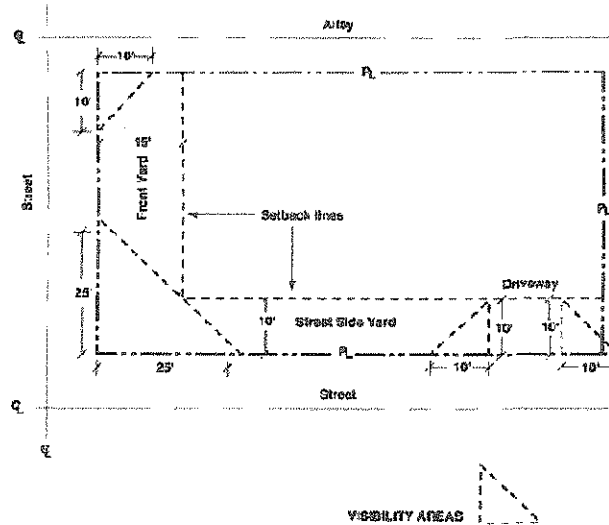 Alley
10'
PL
10'
15'
Front Yard
Street
Setback lines
PL
25'
Driveway
10'
Street Side Yard
10'
10'
PL
25'
10'
10'
Street
VISIBILITY AREAS